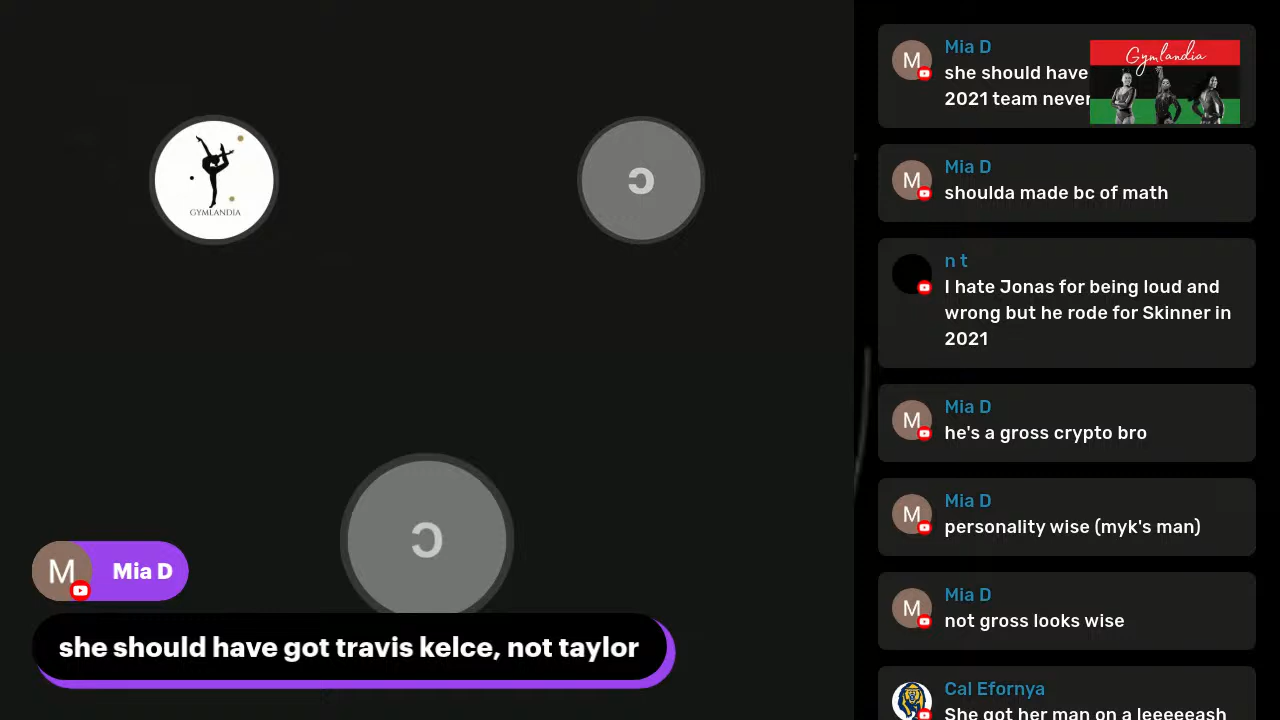 GYMLANDIA
ɔ
ɔ
M
Mia D
she should have got travis kelce, not taylor
M
Mia D
she should have
2021 team never
Gymlandia
M
Mia D
shoulda made bc of math
n t
I hate Jonas for being loud and
wrong but he rode for Skinner in
2021
M
Mia D
he's a gross crypto bro
M
Mia D
personality wise (myk's man)
M
Mia D
not gross looks wise
Cal Efornya
She got her man on a leeeeeash